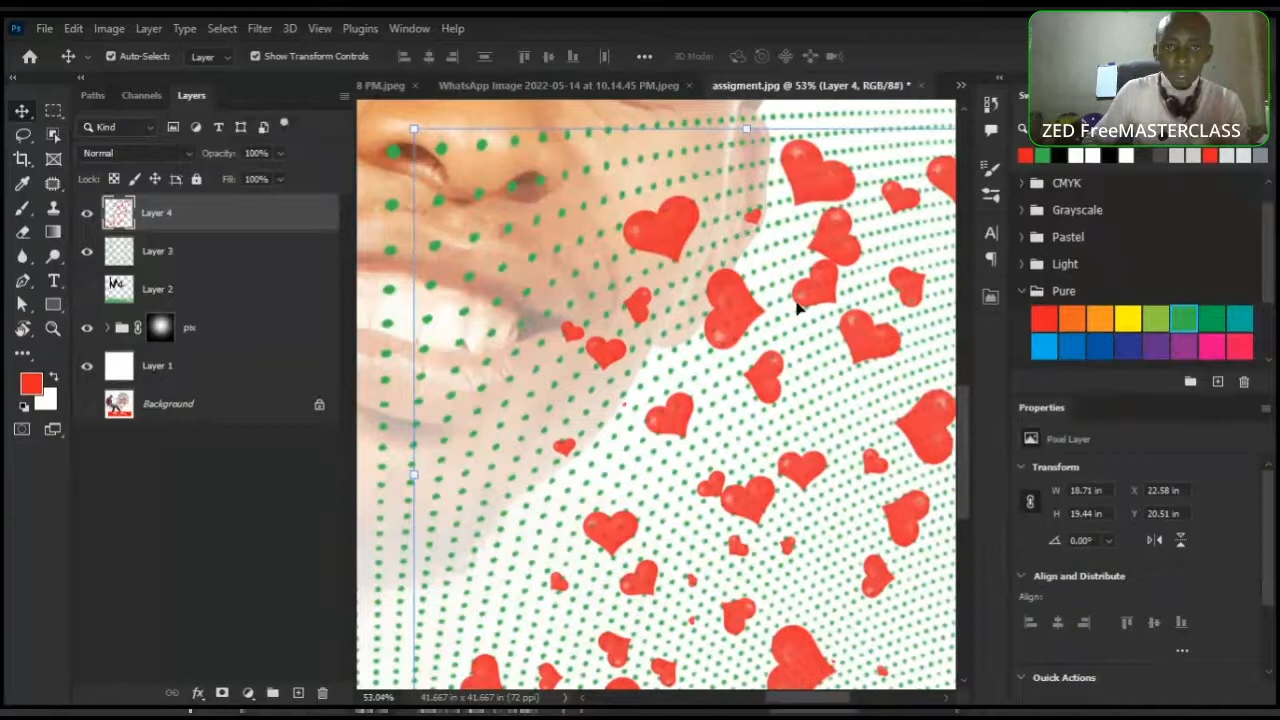 Ps File Edit Image Layer Type Select Filter 3D View Plugins Window Help
Auto-Select: Layer Show Transform Controls 3D Mode:
8 PM.jpeg × WhatsApp Image 2022-05-14 at 10.14.45 PM.jpeg × assigment.jpg @ 53% (Layer 4, RGB/8#) * ×
ZED FreeMASTERCLASS
Paths Channels Layers
Kind
Normal Opacity: 100%
Lock: Fill: 100%
Layer 4
Layer 3
Layer 2
pix
Layer 1
Background
53.04% 41.667 in x 41.667 in (72 ppi)
CMYK
Grayscale
Pastel
Light
Pure
Properties
Pixel Layer
Transform
W 18.71 in X 22.58 in
H 19.44 in Y 20.51 in
0.00°
Align and Distribute
Align:
Quick Actions